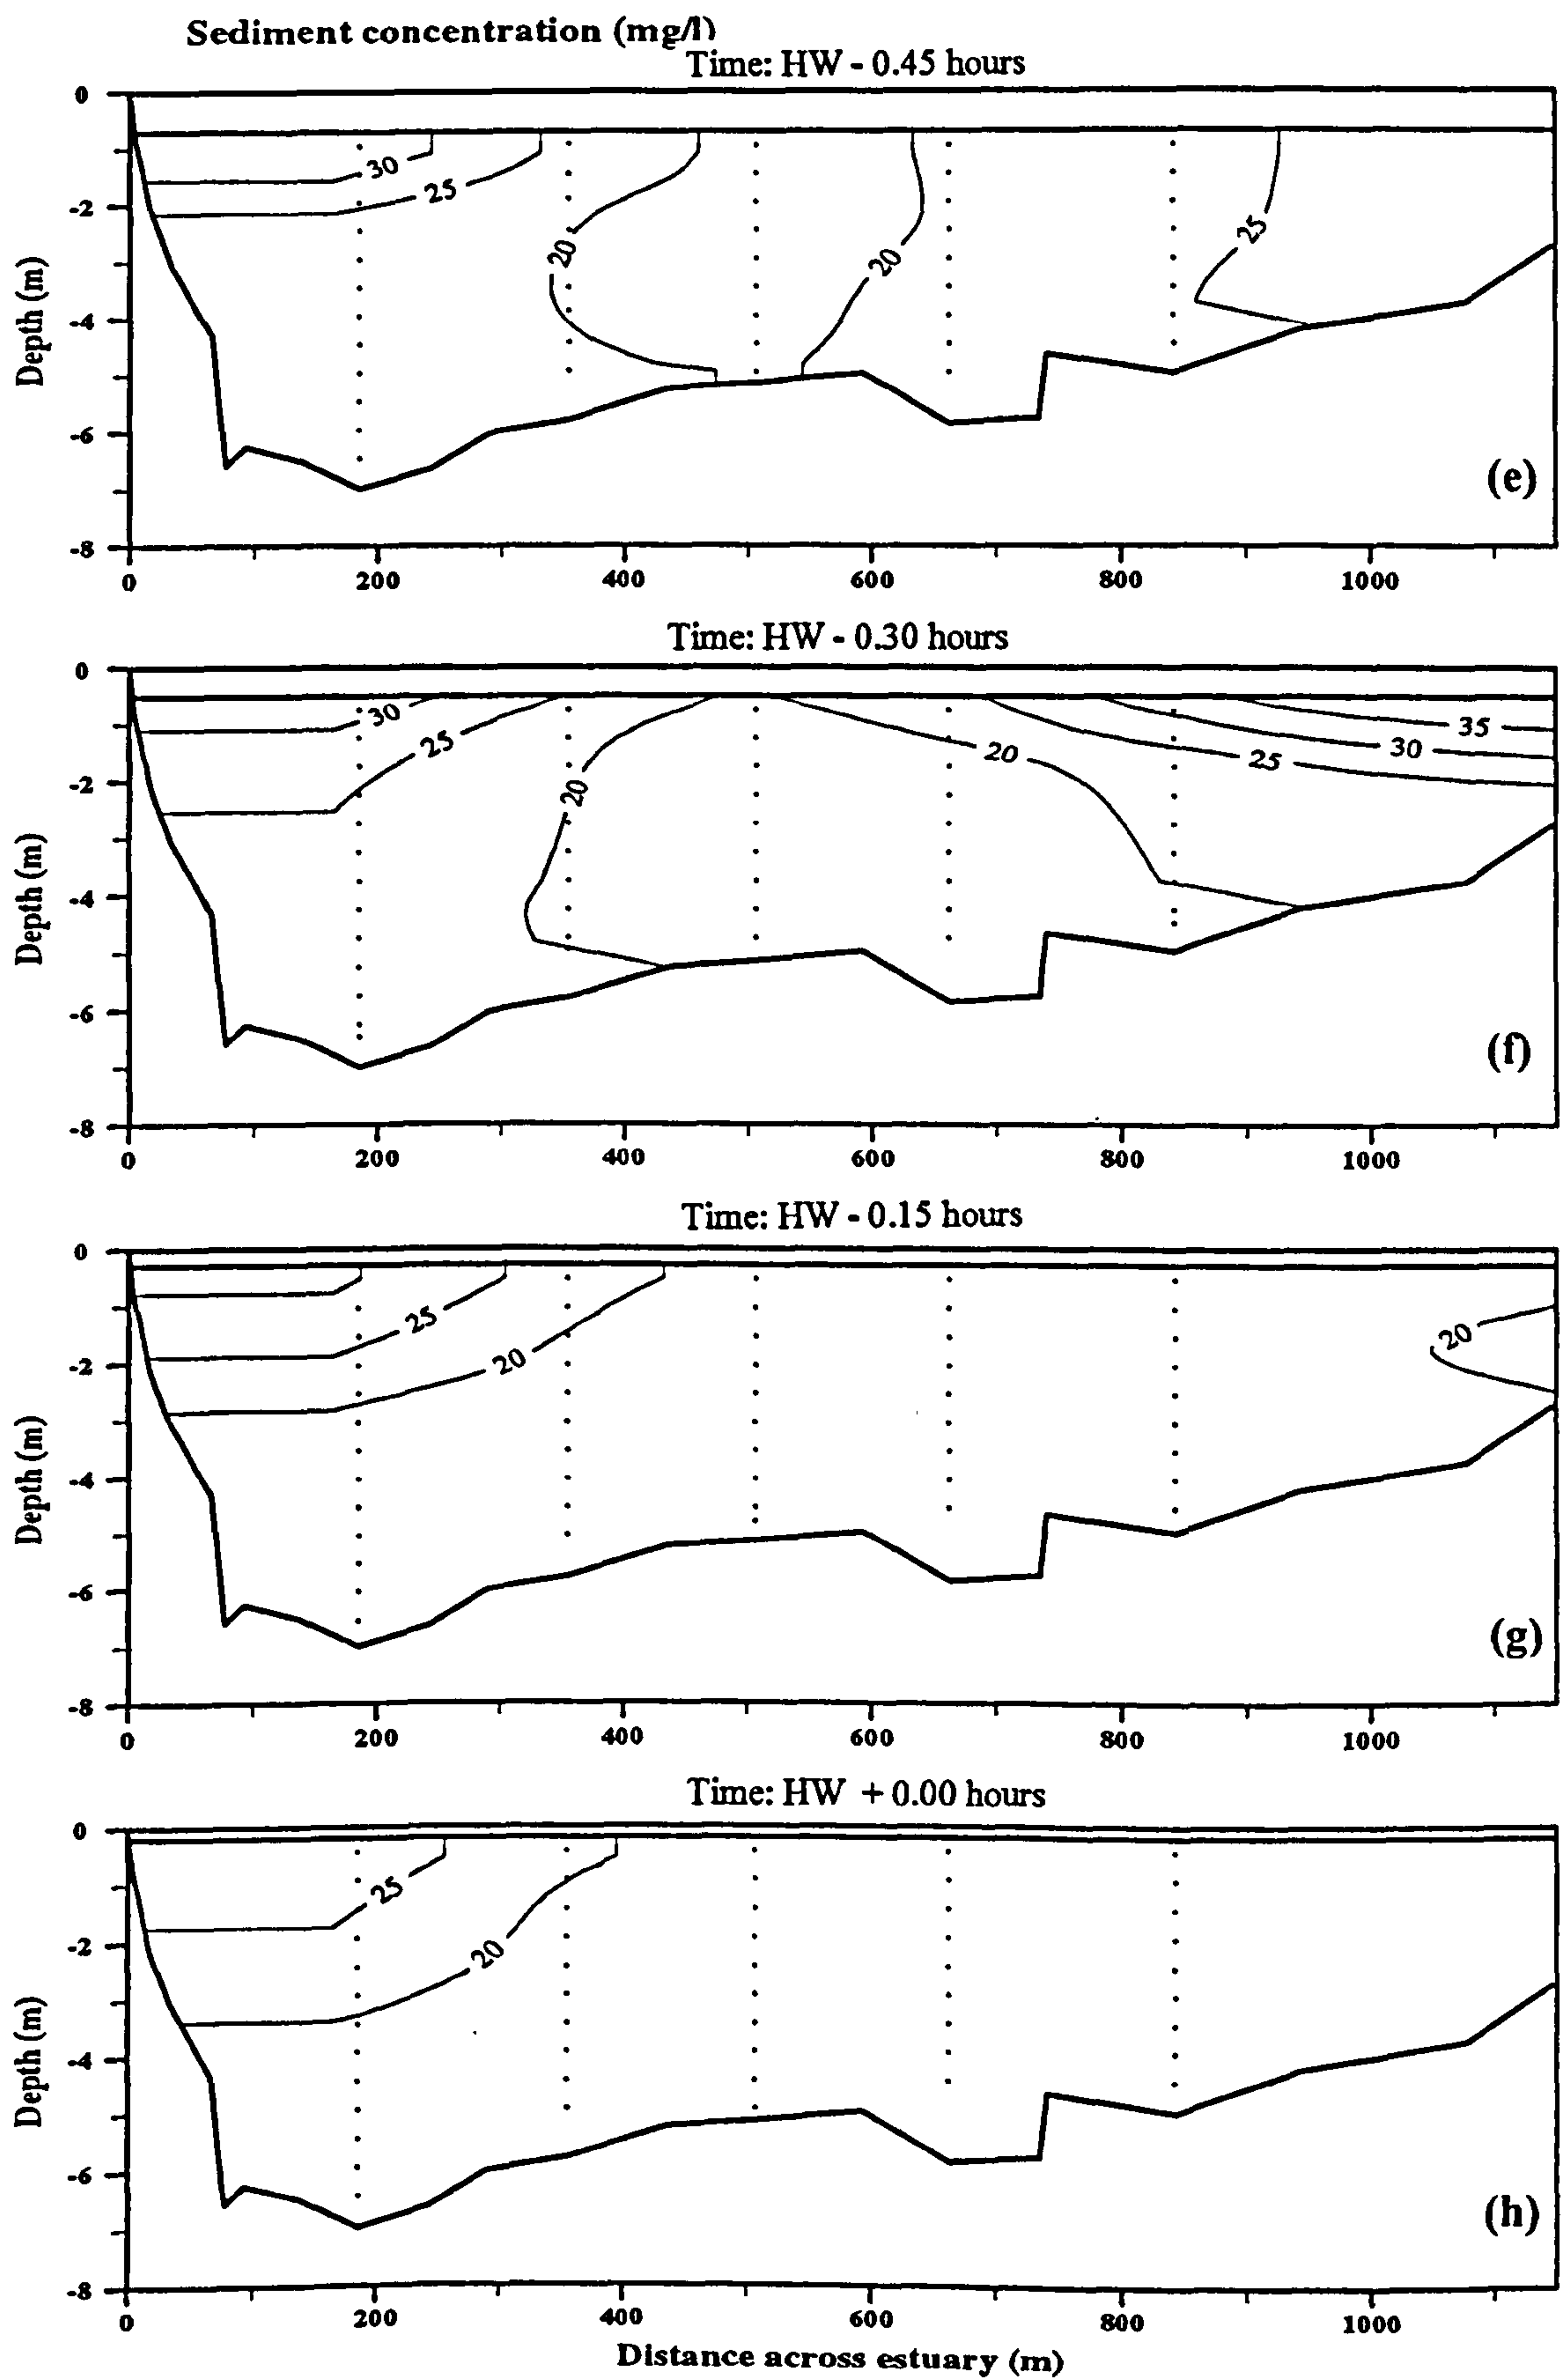 Sediment concentration (mg/l)
Time: HW - 0.45 hours
0
-2
-4
-6
-8
Depth (m)
30
25
20
20
25
(e)
0 200 400 600 800 1000
Time: HW - 0.30 hours
0
-2
-4
-6
-8
Depth (m)
30
25
20
20
25
30
35
(f)
0 200 400 600 800 1000
Time: HW - 0.15 hours
0
-2
-4
-6
-8
Depth (m)
25
20
20
(g)
0 200 400 600 800 1000
Time: HW + 0.00 hours
0
-2
-4
-6
-8
Depth (m)
25
20
(h)
0 200 400 600 800 1000
Distance across estuary (m)